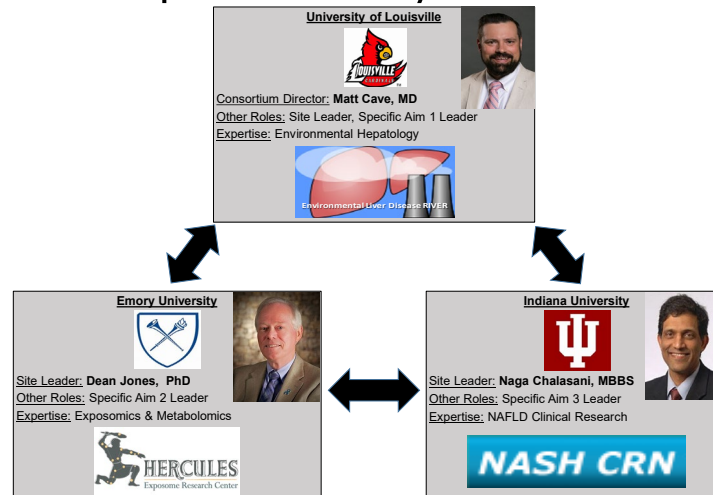 University of Louisville
LOUISVILLE
CARDINALS
Consortium Director: Matt Cave, MD
Other Roles: Site Leader, Specific Aim 1 Leader
Expertise: Environmental Hepatology
Environmental Liver Disease RIVER
Emory University
Site Leader: Dean Jones, PhD
Other Roles: Specific Aim 2 Leader
Expertise: Exposomics & Metabolomics
HERCULES
Exposome Research Center
Indiana University
Site Leader: Naga Chalasani, MBBS
Other Roles: Specific Aim 3 Leader
Expertise: NAFLD Clinical Research
NASH CRN